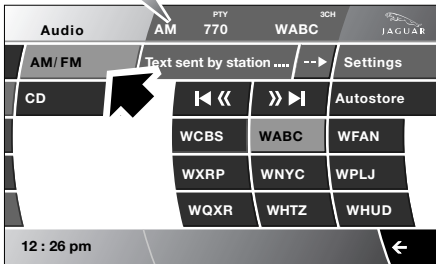 PTY 3CH
Audio AM 770 WABC JAGUAR
AM/FM Text sent by station .... --> Settings
CD Autostore
WCBS WABC WFAN
WXRP WNYC WPLJ
WQXR WHTZ WHUD
12 : 26 pm